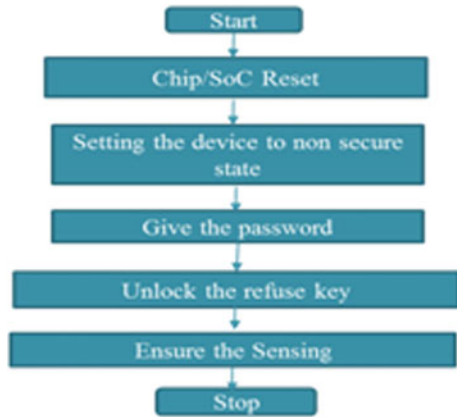 Start
Chip/SoC Reset
Setting the device to non secure
state
Give the password
Unlock the refuse key
Ensure the Sensing
Stop